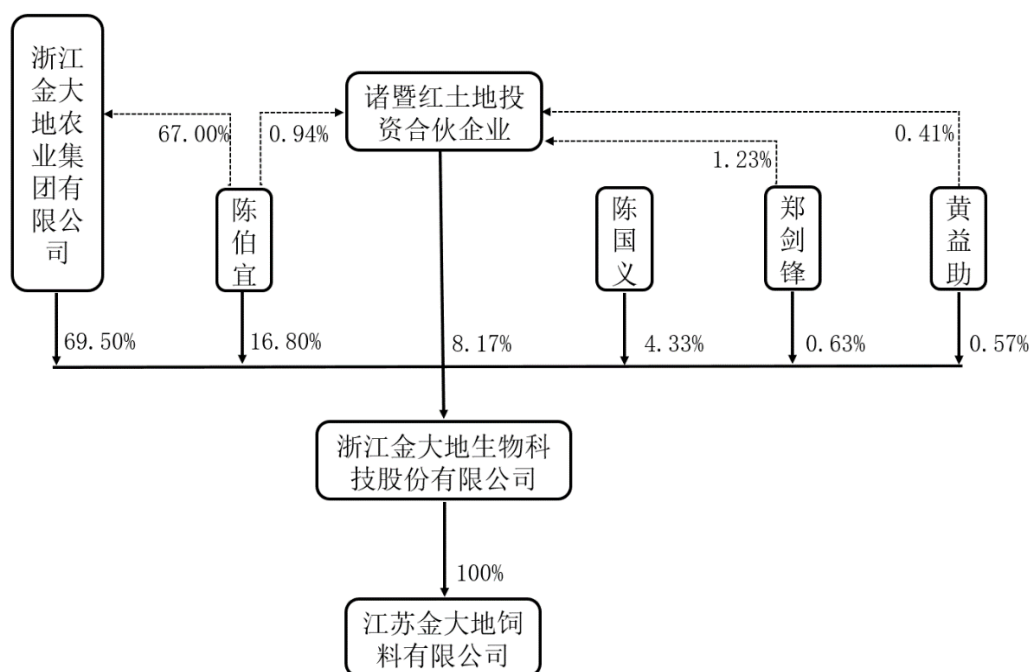 浙江
金大
地农
业集
团有
限公
司
诸暨红土地投
资合伙企业
67.00%
0.94%
1.23%
0.41%
陈
伯
宜
陈
国
义
郑
剑
锋
黄
益
助
69.50%
16.80%
8.17%
4.33%
0.63%
0.57%
浙江金大地生物科
技股份有限公司
100%
江苏金大地饲
料有限公司